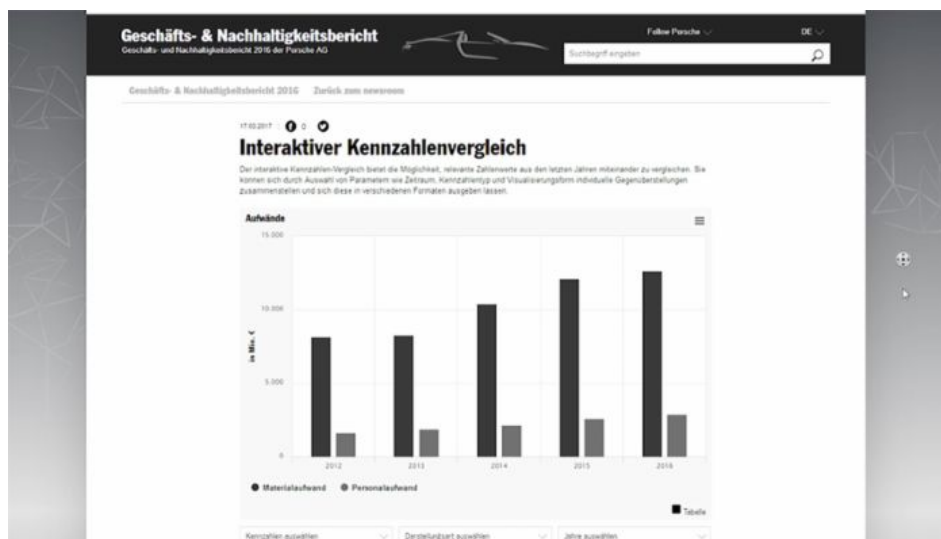 Geschäfts- & Nachhaltigkeitsbericht
Geschäfts- und Nachhaltigkeitsbericht 2016 der Porsche AG
Follow Porsche
DE
Suchbegriff eingeben
Geschäfts- & Nachhaltigkeitsbericht 2016 Zurück zum newsroom
17.03.2017 0
Interaktiver Kennzahlenvergleich
Der interaktive Kennzahlen-Vergleich bietet die Möglichkeit, relevante Zahlenwerte aus den letzten Jahren miteinander zu vergleichen. Sie
können sich durch Auswahl von Parametern wie Zeitraum, Kennzahlentyp und Visualisierungsform individuelle Gegenüberstellungen
zusammenstellen und sich diese in verschiedenen Formaten ausgeben lassen.
Aufwände
15.000
10.000
5.000
0
in Mio. €
2012 2013 2014 2015 2016
Materialaufwand Personalaufwand
Tabelle
Kennzahlen auswählen Darstellungsart auswählen Jahre auswählen